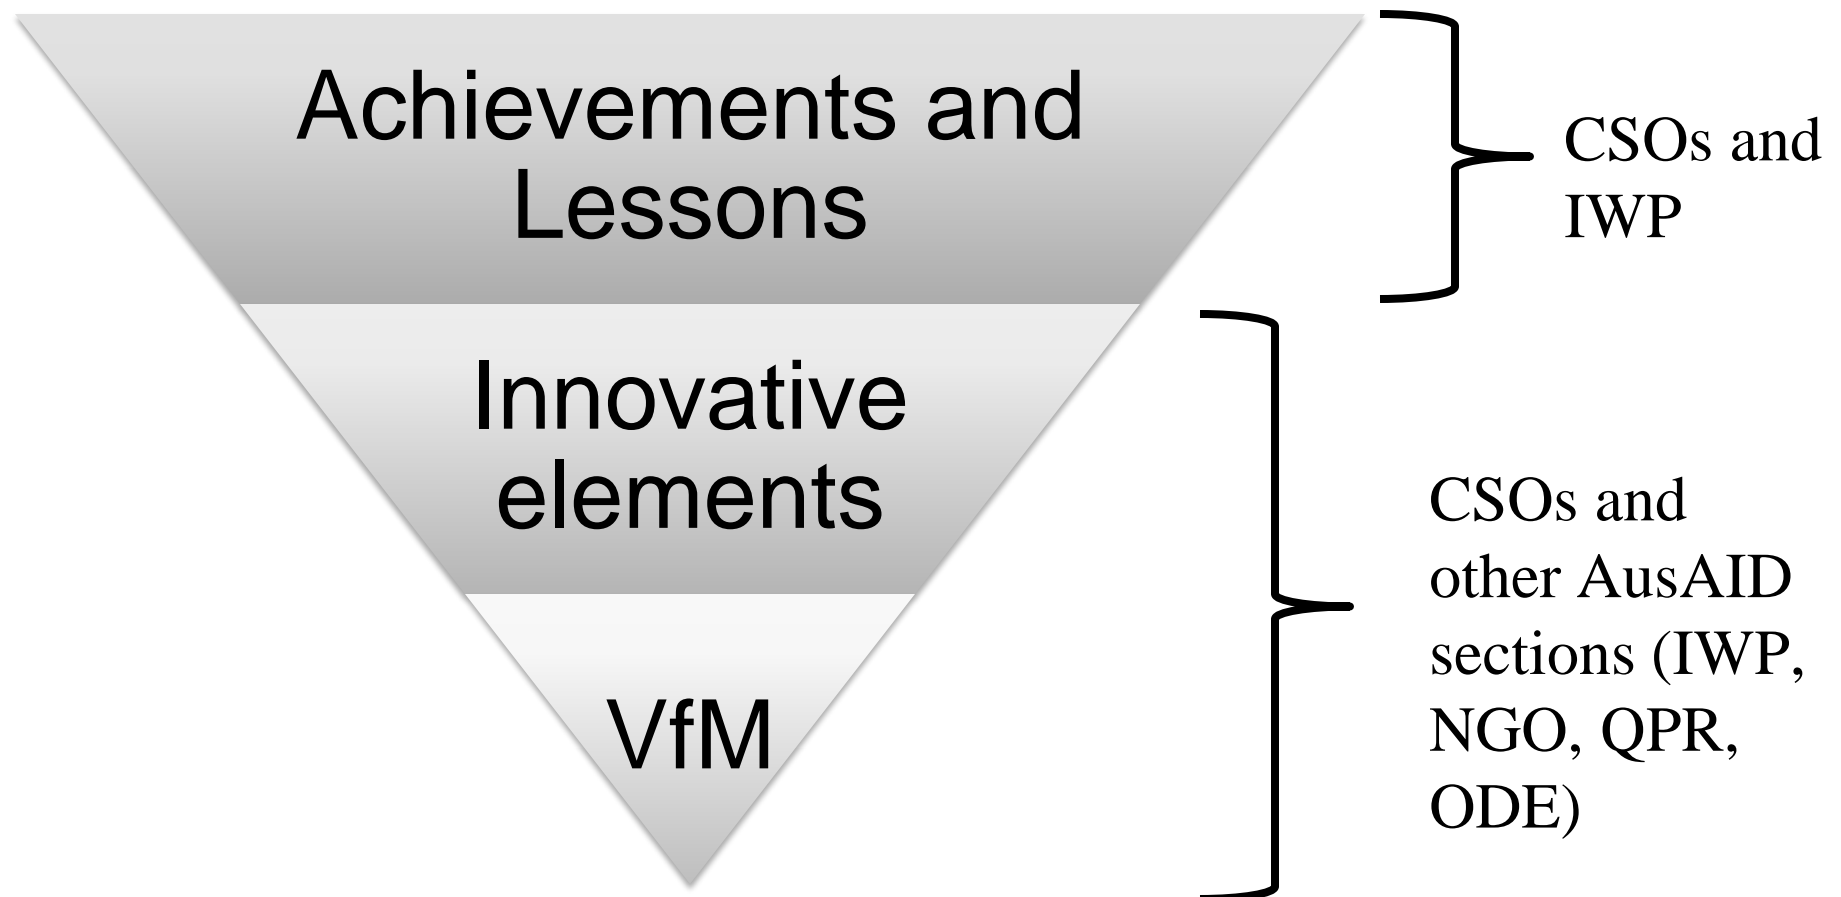 Achievements and
Lessons
CSOs and
IWP
Innovative
elements
VfM
CSOs and
other AusAID
sections (IWP,
NGO, QPR,
ODE)